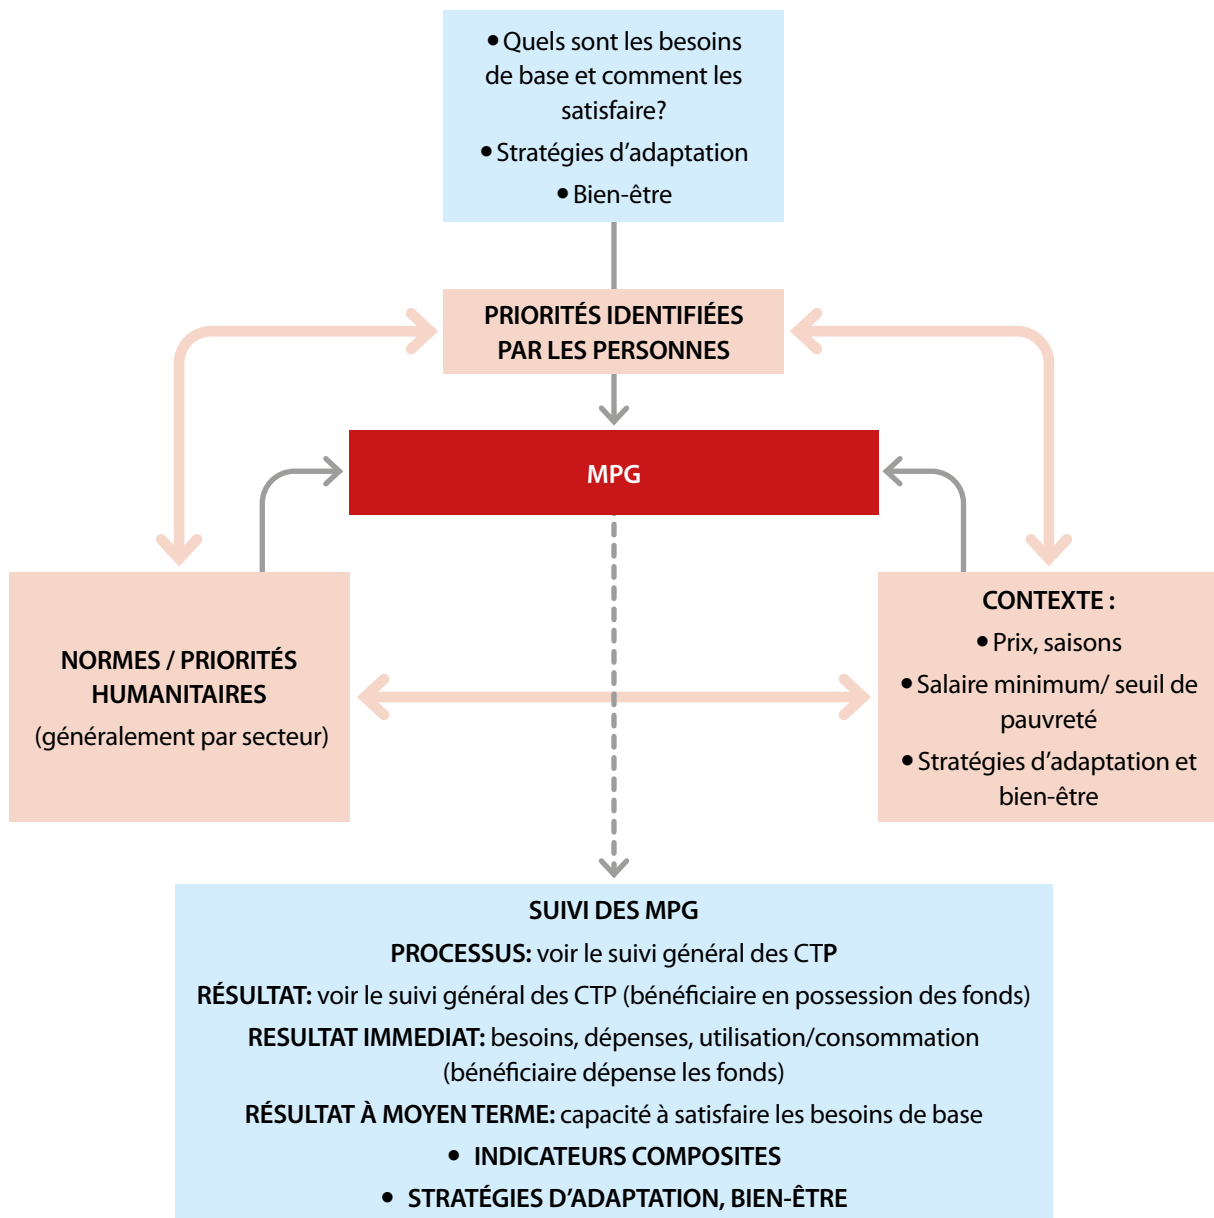 • Quels sont les besoins
de base et comment les
satisfaire?
• Stratégies d'adaptation
• Bien-être
PRIORITÉS IDENTIFIÉES
PAR LES PERSONNES
MPG
NORMES / PRIORITÉS
HUMANITAIRES
(généralement par secteur)
CONTEXTE :
• Prix, saisons
• Salaire minimum/ seuil de
pauvreté
• Stratégies d'adaptation et
bien-être
SUIVI DES MPG
PROCESSUS: voir le suivi général des CTP
RÉSULTAT: voir le suivi général des CTP (bénéficiaire en possession des fonds)
RESULTAT IMMEDIAT: besoins, dépenses, utilisation/consommation
(bénéficiaire dépense les fonds)
RÉSULTAT À MOYEN TERME: capacité à satisfaire les besoins de base
• INDICATEURS COMPOSITES
• STRATÉGIES D'ADAPTATION, BIEN-ÊTRE